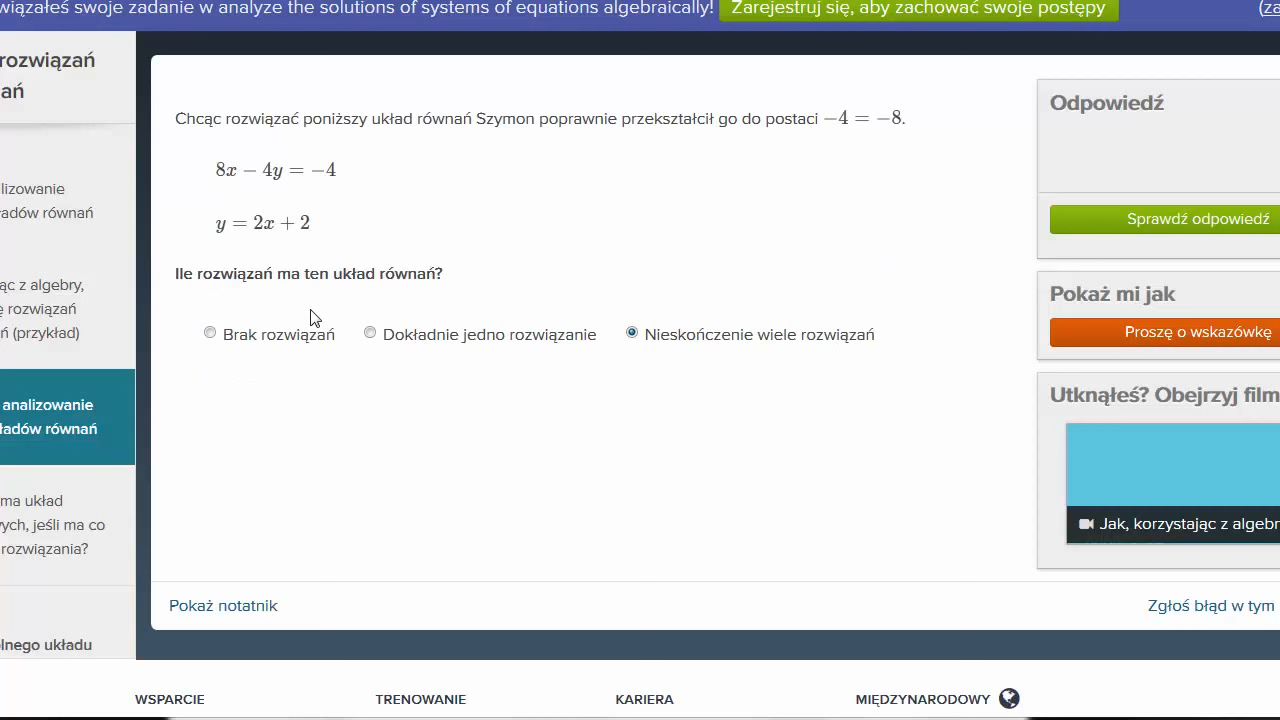 wiązałeś swoje zadanie w analyze the solutions of systems of equations algebraically! Zarejestruj się, aby zachować swoje postępy (za
rozwiązań
ań
lizowanie
ładów równań
ąc z algebry,
ę rozwiązań
ń (przykład)
analizowanie
ładów równań
ma układ
wych, jeśli ma co
rozwiązania?
olnego układu
Chcąc rozwiązać poniższy układ równań Szymon poprawnie przekształcił go do postaci −4 = −8.
8x − 4y = −4
y = 2x + 2
Ile rozwiązań ma ten układ równań?
Brak rozwiązań Dokładnie jedno rozwiązanie Nieskończenie wiele rozwiązań
Pokaż notatnik
Zgłoś błąd w tym
Odpowiedź
Sprawdź odpowiedź
Pokaż mi jak
Proszę o wskazówkę
Utknąłeś? Obejrzyj film
Jak, korzystając z algebr
WSPARCIE TRENOWANIE KARIERA MIĘDZYNARODOWY